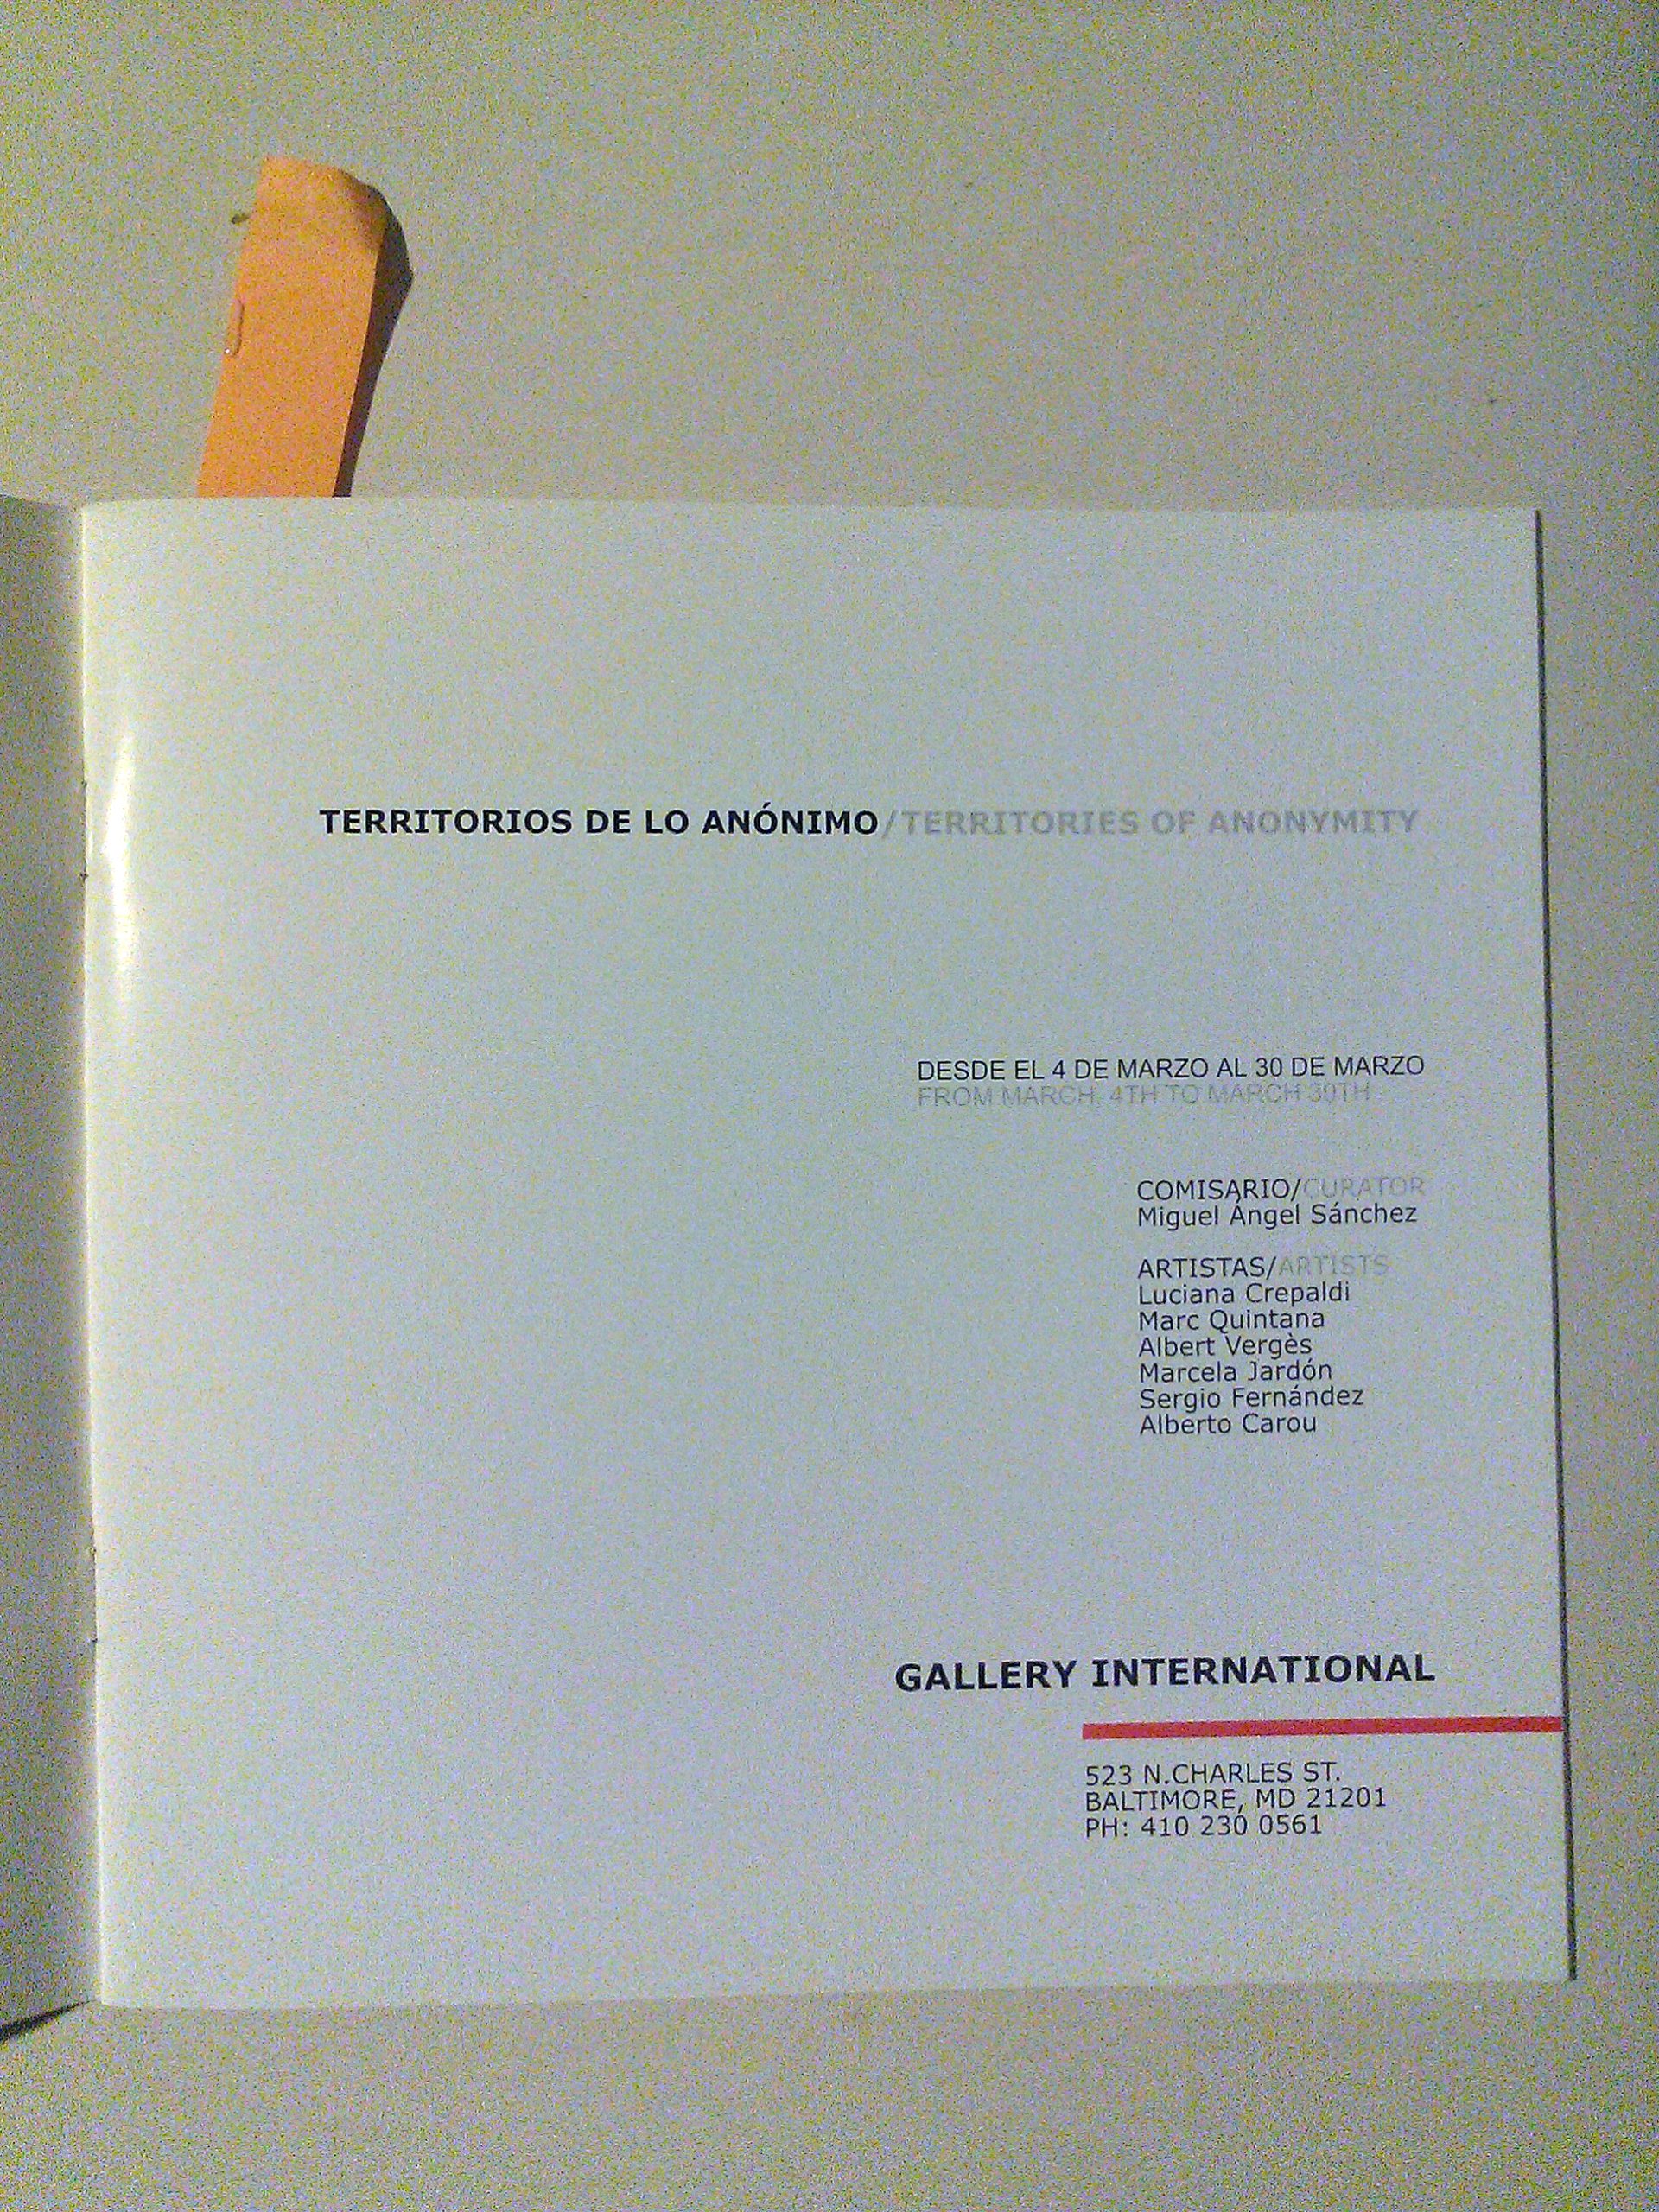 TERRITORIOS DE LO ANÓNIMO/TERRITORIES OF ANONYMITY
DESDE EL 4 DE MARZO AL 30 DE MARZO
FROM MARCH, 4TH TO MARCH 30TH
COMISARIO/CURATOR
Miguel Ángel Sánchez
ARTISTAS/ARTISTS
Luciana Crepaldi
Marc Quintana
Albert Vergès
Marcela Jardón
Sergio Fernández
Alberto Carou
GALLERY INTERNATIONAL
523 N.CHARLES ST.
BALTIMORE, MD 21201
PH: 410 230 0561